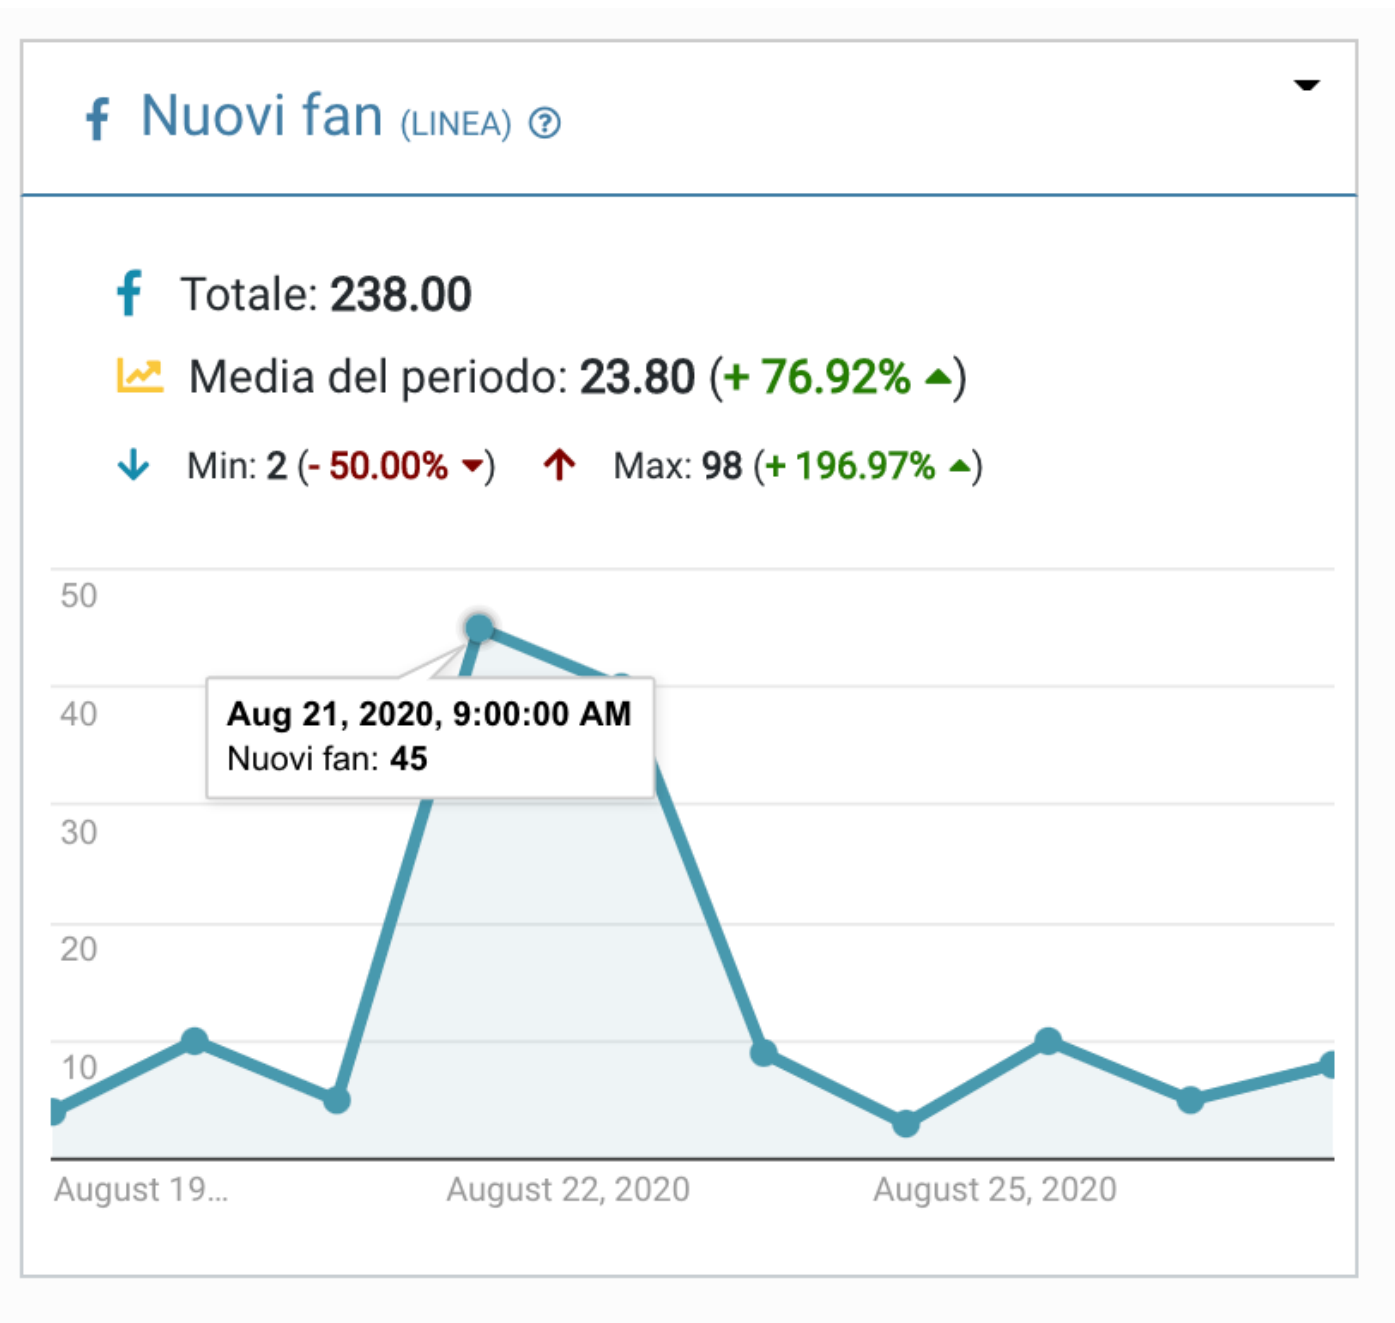 Nuovi fan (LINEA) ?
Totale: 238.00
Media del periodo: 23.80 (+ 76.92% ▲)
Min: 2 (- 50.00% ▼) Max: 98 (+ 196.97% ▲)
50
40
Aug 21, 2020, 9:00:00 AM
Nuovi fan: 45
30
20
10
August 19... August 22, 2020 August 25, 2020